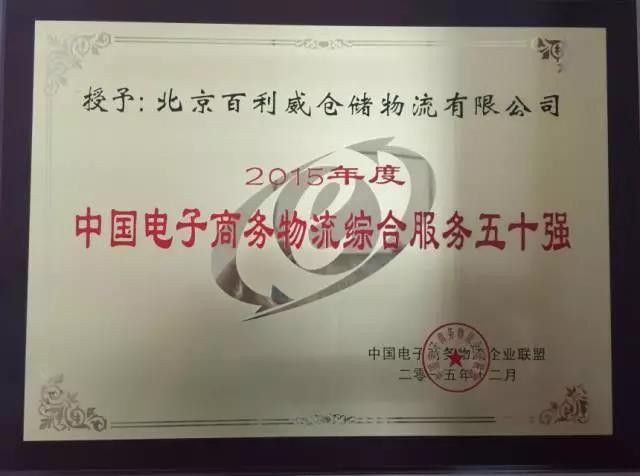 授予:北京百利威仓储物流有限公司
2015年度
中国电子商务物流综合服务五十强
中国电子商务物流企业联盟
二零一五年十二月